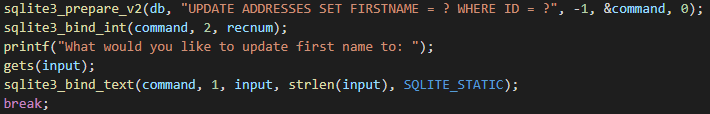 sqlite3_prepare_v2(db, "UPDATE ADDRESSES SET FIRSTNAME = ? WHERE ID = ?", -1, &command, 0);
sqlite3_bind_int(command, 2, recnum);
printf("What would you like to update first name to: ");
gets(input);
sqlite3_bind_text(command, 1, input, strlen(input), SQLITE_STATIC);
break;